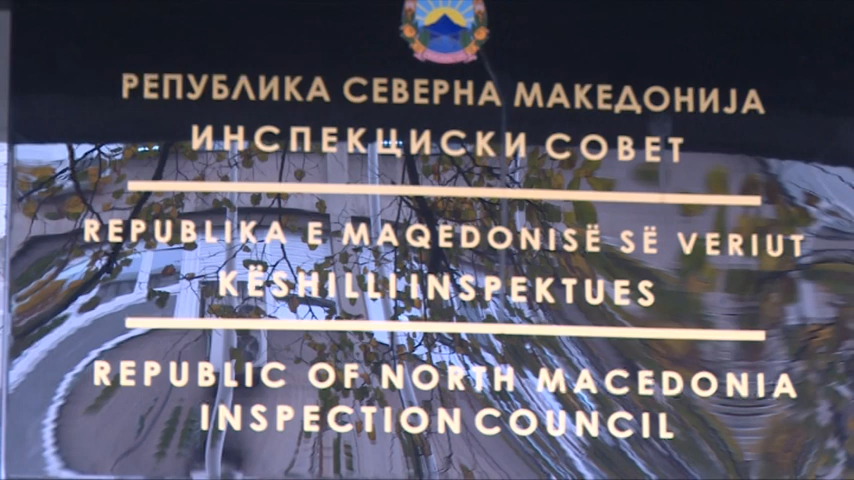 РЕПУБЛИКА СЕВЕРНА МАКЕДОНИЈА
ИНСПЕКЦИСКИ СОВЕТ
REPUBLIKA E MAQEDONISË SË VERIUT
KËSHILLI INSPEKTUES
REPUBLIC OF NORTH MACEDONIA
INSPECTION COUNCIL